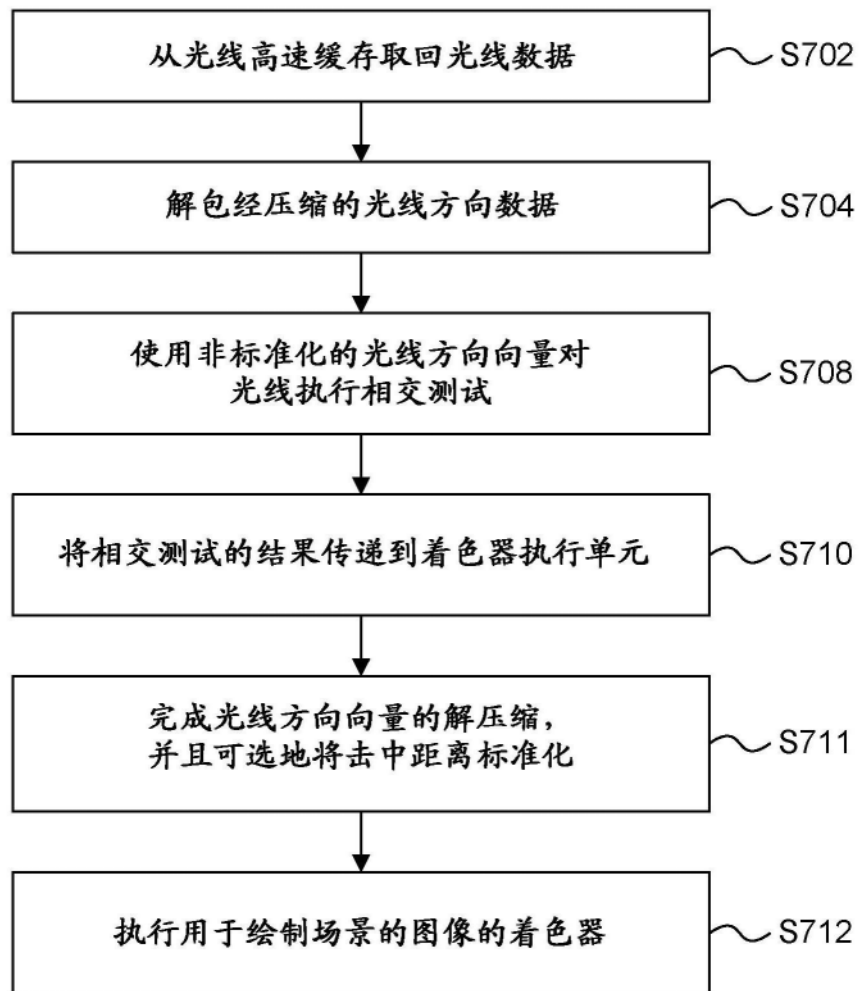 从光线高速缓存取回光线数据
S702
解包经压缩的光线方向数据
S704
使用非标准化的光线方向向量对
光线执行相交测试
S708
将相交测试的结果传递到着色器执行单元
S710
完成光线方向向量的解压缩，
并且可选地将击中距离标准化
S711
执行用于绘制场景的图像的着色器
S712